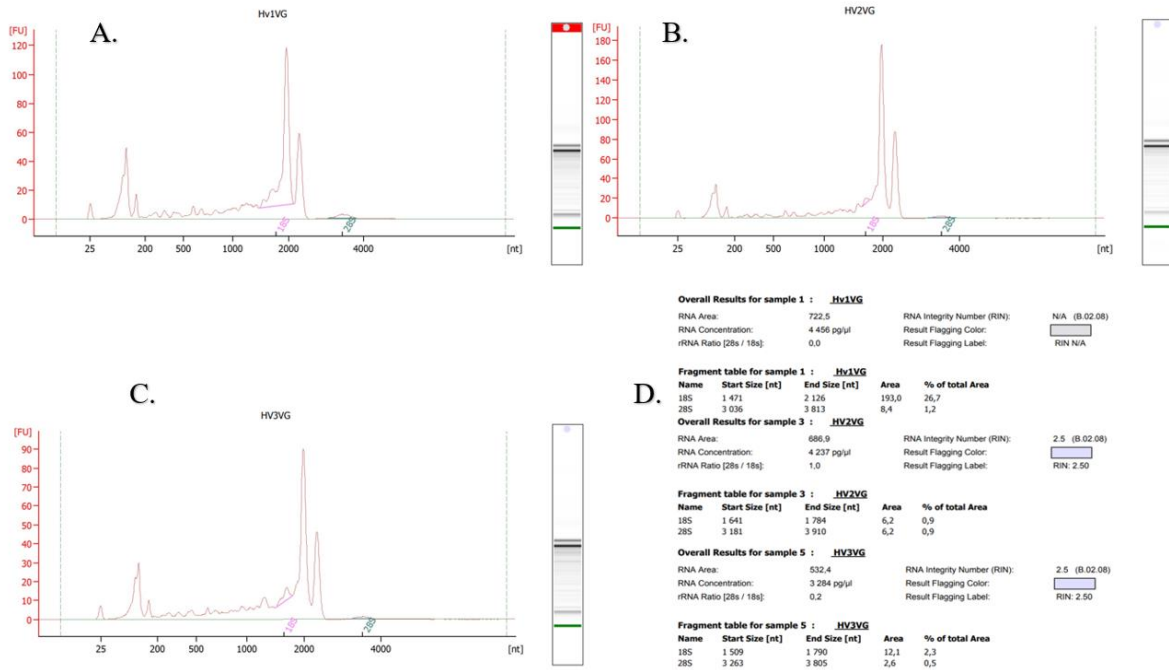 Hv1VG
[FU]
A.
120
100
80
60
40
20
0
18S
28S
25 200 500 1000 2000 4000 [nt]
HV2VG
[FU]
B.
180
160
140
120
100
80
60
40
20
0
18S
28S
25 200 500 1000 2000 4000 [nt]
C.
HV3VG
[FU]
90
80
70
60
50
40
30
20
10
0
18S
28S
25 200 500 1000 2000 4000 [nt]
D.
Overall Results for sample 1 : Hv1VG
RNA Area: 722,5 RNA Integrity Number (RIN): N/A (B.02.08)
RNA Concentration: 4 456 pg/µl Result Flagging Color:
rRNA Ratio [28s / 18s]: 0,0 Result Flagging Label: RIN N/A
Fragment table for sample 1 : Hv1VG
Name Start Size [nt] End Size [nt] Area % of total Area
18S 1 471 2 126 193,0 26,7
28S 3 036 3 813 8,4 1,2
Overall Results for sample 3 : HV2VG
RNA Area: 686,9 RNA Integrity Number (RIN): 2.5 (B.02.08)
RNA Concentration: 4 237 pg/µl Result Flagging Color:
rRNA Ratio [28s / 18s]: 1,0 Result Flagging Label: RIN: 2.50
Fragment table for sample 3 : HV2VG
Name Start Size [nt] End Size [nt] Area % of total Area
18S 1 641 1 784 6,2 0,9
28S 3 181 3 910 6,2 0,9
Overall Results for sample 5 : HV3VG
RNA Area: 532,4 RNA Integrity Number (RIN): 2.5 (B.02.08)
RNA Concentration: 3 284 pg/µl Result Flagging Color:
rRNA Ratio [28s / 18s]: 0,2 Result Flagging Label: RIN: 2.50
Fragment table for sample 5 : HV3VG
Name Start Size [nt] End Size [nt] Area % of total Area
18S 1 509 1 790 12,1 2,3
28S 3 263 3 805 2,6 0,5